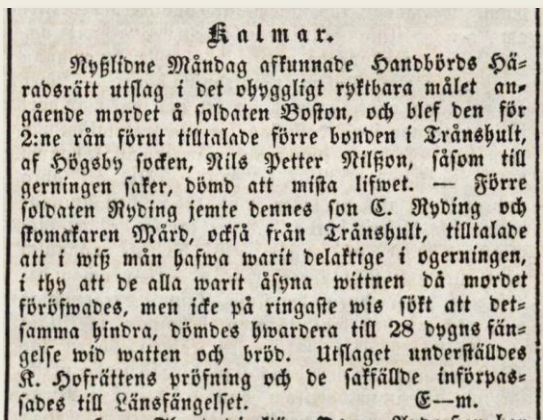 Kalmar.
Nyßlidne Måndag afkunnade Handbörds Hä=
radsrätt utslag i det ohyggligt ryktbara målet an=
gående mordet å soldaten Boston, och blef den för
2:ne rån förut tilltalade förre bonden i Trånshult,
af Högsby socken, Nils Petter Nilsson, såsom till
gerningen saker, dömd att mista lifwet. — Förre
soldaten Ryding jemte dennes son C. Ryding och
skomakaren Mård, också från Trånshult, tilltalade
att i wiß mån hafwa warit delaktige i ogerningen,
i thy att de alla warit åsyna wittnen då mordet
föröfwades, men icke på ringaste wis sökt att det=
samma hindra, dömdes hwardera till 28 dygns fän=
gelse wid watten och bröd. Utslaget underställdes
K. Hofrättens pröfning och de sakfällde införpas=
sades till Länsfängelset. E—m.